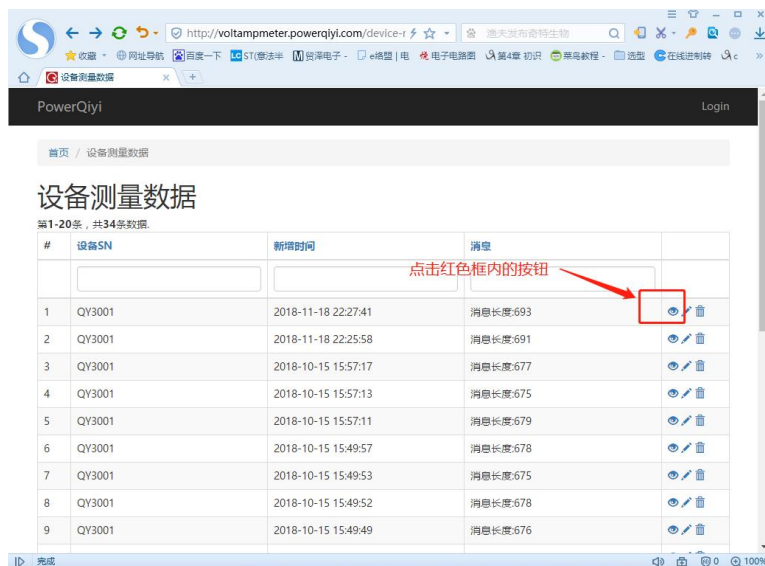 http://voltampmeter.powerqiyi.com/device-r
渔夫发布奇特生物
收藏
网址导航
百度一下
ST(意法半
贸泽电子 -
e络盟 | 电
电子电路图
第4章 初识
菜鸟教程 -
选型
在线进制转
c
»
设备测量数据
PowerQiyi
Login
首页 / 设备测量数据
设备测量数据
第1-20条，共34条数据.
# 设备SN 新增时间 消息
点击红色框内的按钮
1 QY3001 2018-11-18 22:27:41 消息长度:693
2 QY3001 2018-11-18 22:25:58 消息长度:691
3 QY3001 2018-10-15 15:57:17 消息长度:677
4 QY3001 2018-10-15 15:57:13 消息长度:675
5 QY3001 2018-10-15 15:57:11 消息长度:679
6 QY3001 2018-10-15 15:49:57 消息长度:678
7 QY3001 2018-10-15 15:49:53 消息长度:675
8 QY3001 2018-10-15 15:49:52 消息长度:678
9 QY3001 2018-10-15 15:49:49 消息长度:676
完成
0
100%